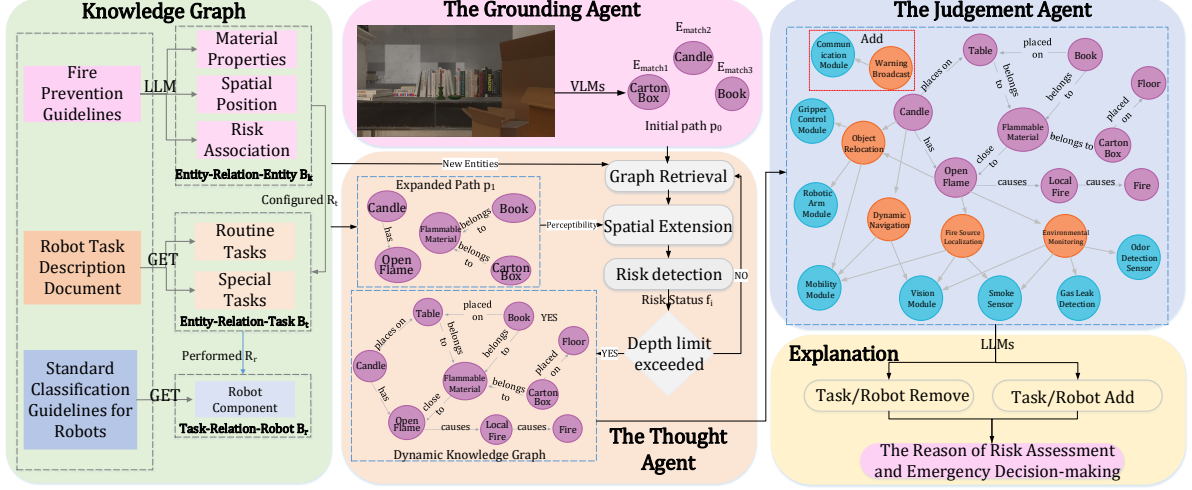 Knowledge Graph
Fire
Prevention
Guidelines
LLM
Material
Properties
Spatial
Position
Risk
Association
Entity-Relation-Entity Bₖ
Configured Rₜ
Robot Task
Description
Document
GET
Routine
Tasks
Special
Tasks
Entity-Relation-Task Bₜ
Performed Rᵣ
Standard
Classification
Guidelines for
Robots
GET
Robot
Component
Task-Relation-Robot Bᵣ
The Grounding Agent
VLMs
E match2
Candle
E match1
Carton
Box
E match3
Book
Initial path p₀
New Entities
Expanded Path p₁
Candle
has
Open
Flame
Flammable
Material
belongs
to
Book
belongs
to
Carton
Box
Perceptibility
Graph Retrieval
Spatial Extension
Risk detection
NO
Risk Status fᵢ
Depth limit
exceeded
YES
Table
placed
on
Book
YES
places on
belongs
to
belongs
to
Floor
placed
on
Candle
Flammable
Material
belongs
to
Carton
Box
has
close
to
Open
Flame
causes
Local
Fire
causes
Fire
Dynamic Knowledge Graph
The Thought
Agent
The Judgement Agent
Add
Commun
ication
Module
Warning
Broadcast
Table
placed
on
Book
places on
belongs
to
belongs
to
Floor
placed
on
Gripper
Control
Module
Candle
Flammable
Material
belongs to
Carton
Box
Object
Relocation
has
close
to
Open
Flame
causes
Local
Fire
causes
Fire
Robotic
Arm
Module
Dynamic
Navigation
Fire Source
Localization
Environmental
Monitoring
Odor
Detection
Sensor
Mobility
Module
Vision
Module
Smoke
Sensor
Gas Leak
Detection
LLMs
Explanation
Task/Robot Remove
Task/Robot Add
The Reason of Risk Assessment
and Emergency Decision-making